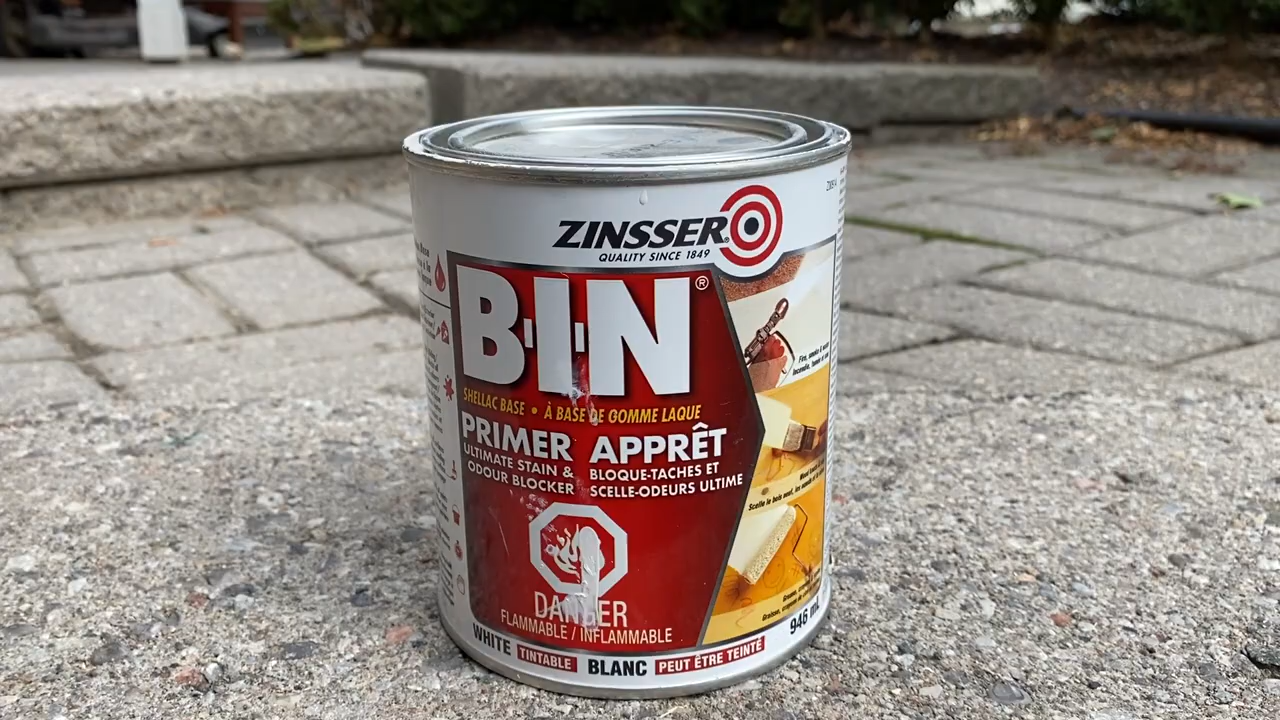 ZINSSER®
QUALITY SINCE 1849
B-I-N®
SHELLAC BASE • À BASE DE GOMME LAQUE
PRIMER APPRÊT
ULTIMATE STAIN &
ODOUR BLOCKER
BLOQUE-TACHES ET
SCELLE-ODEURS ULTIME
DANGER
FLAMMABLE / INFLAMMABLE
WHITE TINTABLE BLANC PEUT ÊTRE TEINTÉ
946 mL